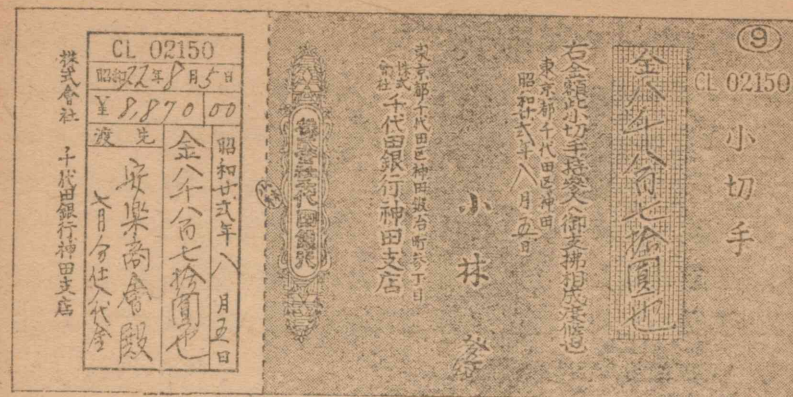 ⑨
CL 02150
小切手
金八千八百七拾圓也
右金額此小切手持参人へ御支拂相成度候也
東京都千代田区神田
昭和廿弐年八月五日
小林
東京都千代田區神田鍛冶町参丁目
株式會社千代田銀行神田支店
CL 02150
昭和22年8月5日
¥8,870 00
渡先
昭和廿弐年八月五日
金八千八百七拾圓也
安楽商會殿
七月分仕入代金
株式會社 千代田銀行神田支店